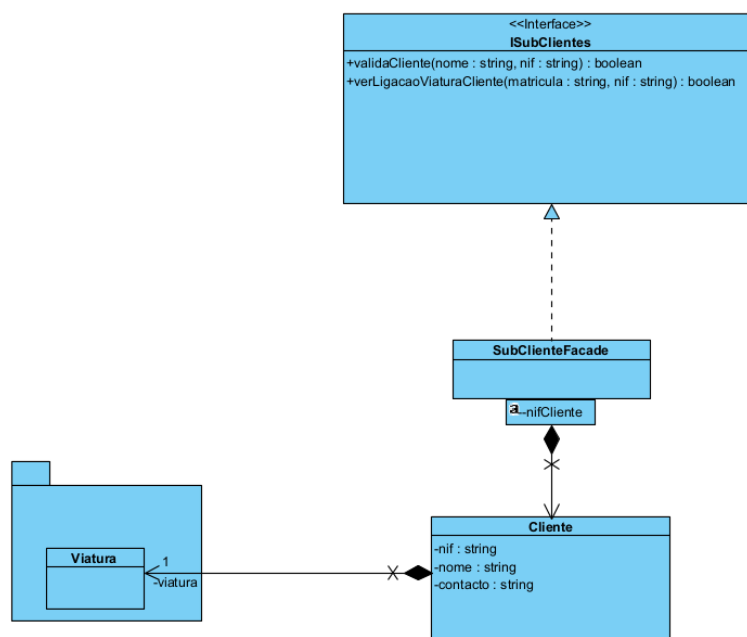 <<Interface>>
ISubClientes
+validaCliente(nome : string, nif : string) : boolean
+verLigacaoViaturaCliente(matricula : string, nif : string) : boolean
SubClienteFacade
a--nifCliente
Cliente
-nif : string
-nome : string
-contacto : string
Viatura
1
-viatura